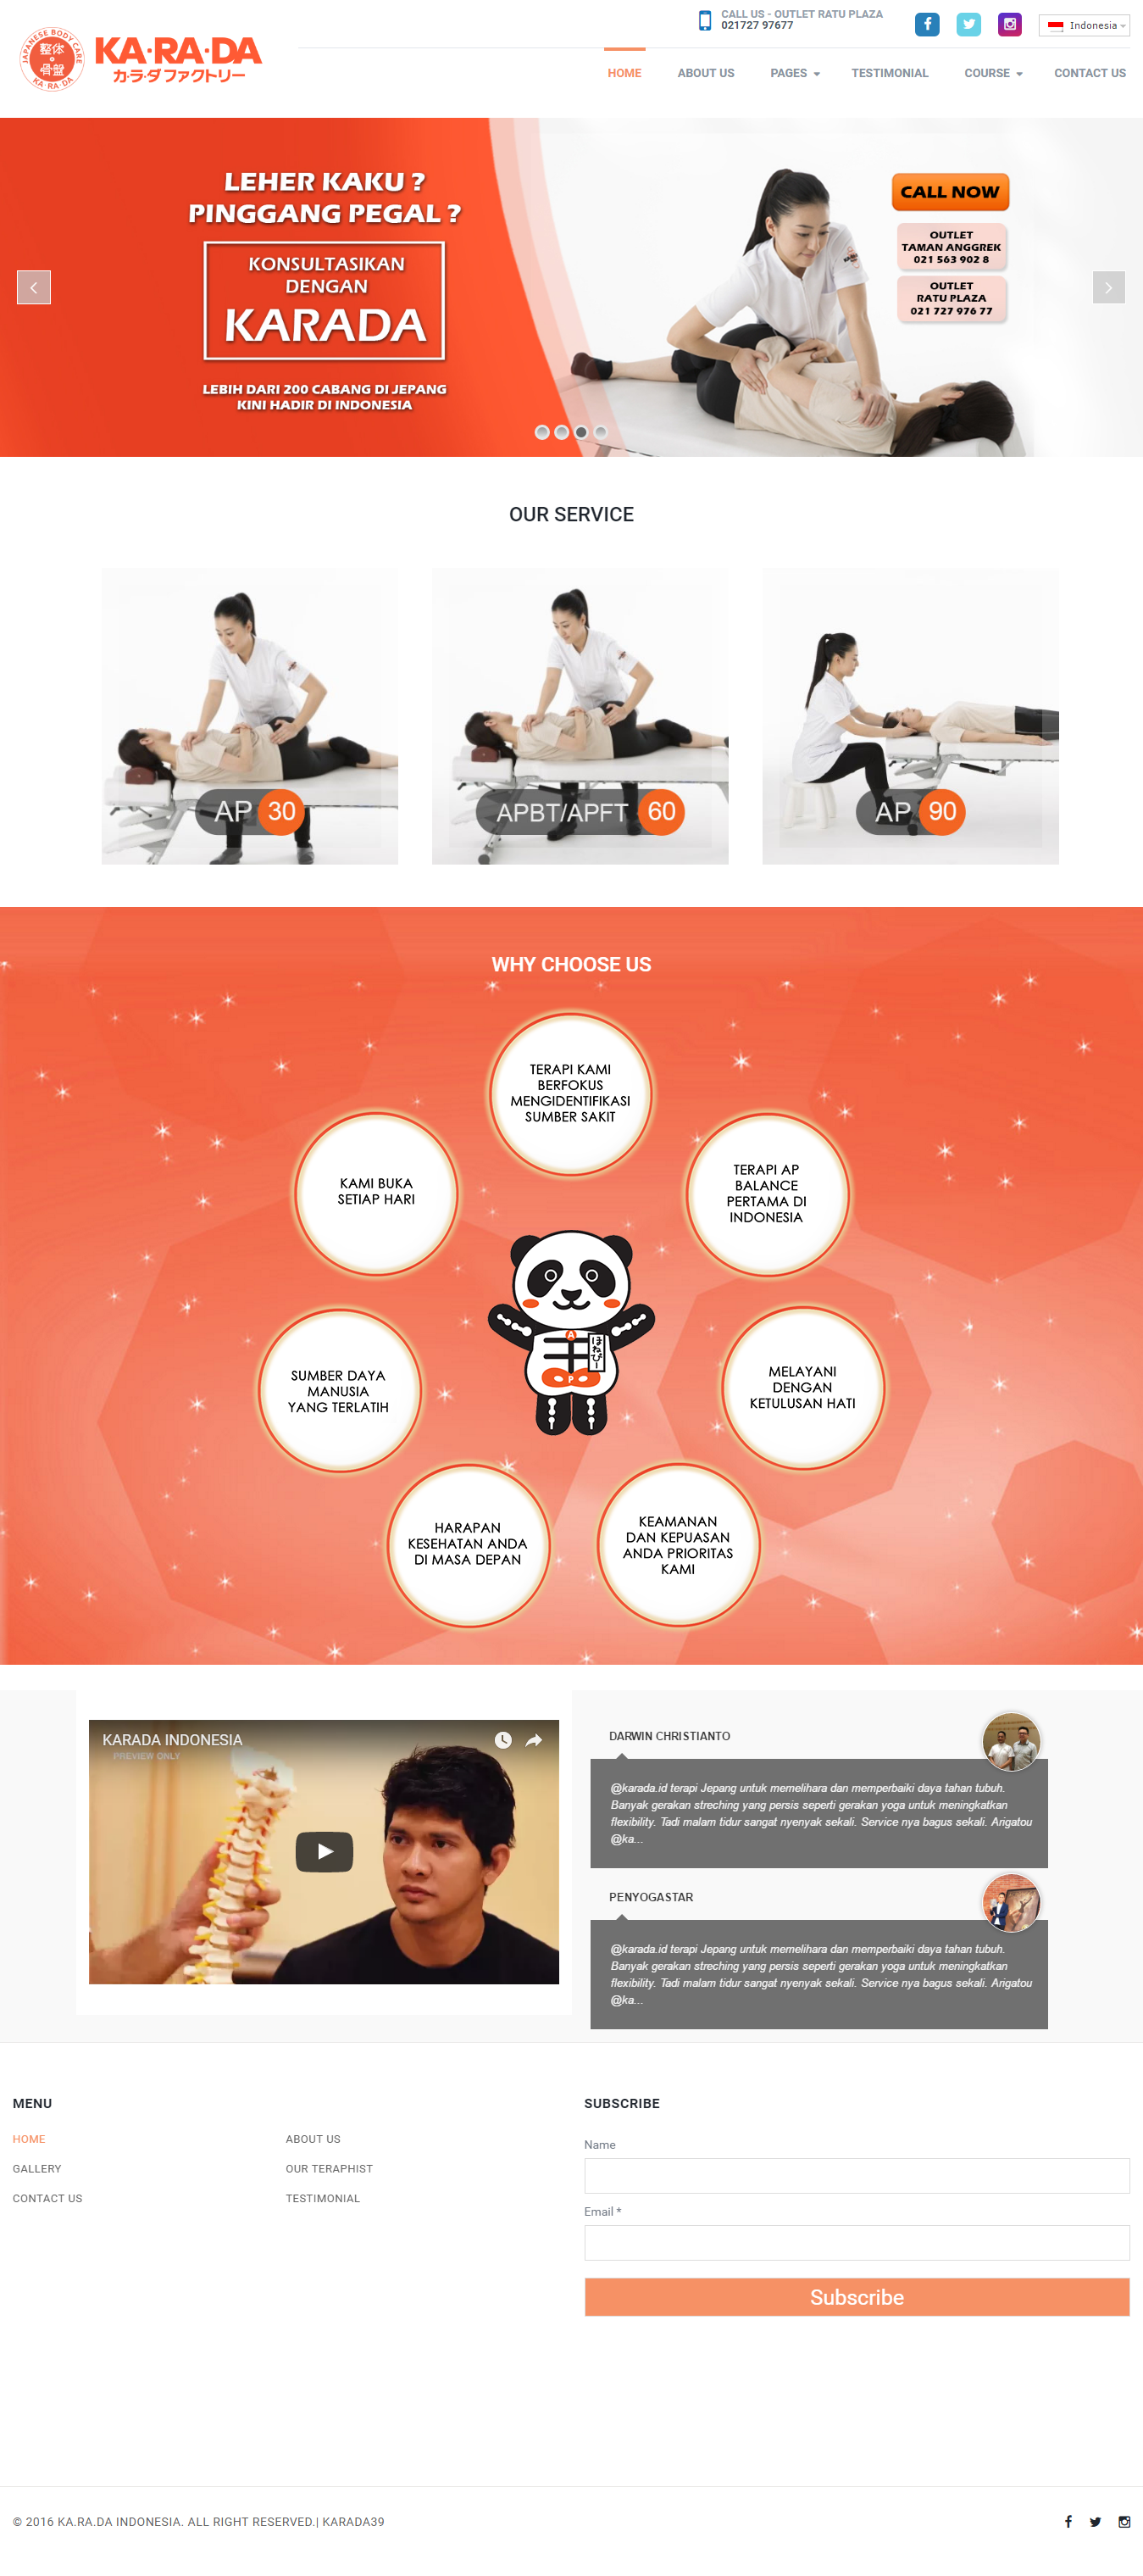 JAPANESE BODY CARE
整体
骨盤
KA·RA·DA
KA·RA·DA
カ·ラ·ダ ファクトリー
CALL US - OUTLET RATU PLAZA
021727 97677
Indonesia
HOME
ABOUT US
PAGES
TESTIMONIAL
COURSE
CONTACT US
LEHER KAKU ?
PINGGANG PEGAL ?
KONSULTASIKAN
DENGAN
KARADA
LEBIH DARI 200 CABANG DI JEPANG
KINI HADIR DI INDONESIA
CALL NOW
OUTLET
TAMAN ANGGREK
021 563 902 8
OUTLET
RATU PLAZA
021 727 976 77
OUR SERVICE
AP 30
APBT/APFT 60
AP 90
WHY CHOOSE US
TERAPI KAMI
BERFOKUS
MENGIDENTIFIKASI
SUMBER SAKIT
KAMI BUKA
SETIAP HARI
TERAPI AP
BALANCE
PERTAMA DI
INDONESIA
A
ほねぴー
P
SUMBER DAYA
MANUSIA
YANG TERLATIH
MELAYANI
DENGAN
KETULUSAN HATI
HARAPAN
KESEHATAN ANDA
DI MASA DEPAN
KEAMANAN
DAN KEPUASAN
ANDA PRIORITAS
KAMI
KARADA INDONESIA
PREVIEW ONLY
DARWIN CHRISTIANTO
@karada.id terapi Jepang untuk memelihara dan memperbaiki daya tahan tubuh.
Banyak gerakan streching yang persis seperti gerakan yoga untuk meningkatkan
flexibility. Tadi malam tidur sangat nyenyak sekali. Service nya bagus sekali. Arigatou
@ka...
PENYOGASTAR
@karada.id terapi Jepang untuk memelihara dan memperbaiki daya tahan tubuh.
Banyak gerakan streching yang persis seperti gerakan yoga untuk meningkatkan
flexibility. Tadi malam tidur sangat nyenyak sekali. Service nya bagus sekali. Arigatou
@ka...
MENU
HOME
ABOUT US
GALLERY
OUR TERAPHIST
CONTACT US
TESTIMONIAL
SUBSCRIBE
Name
Email *
Subscribe
© 2016 KA.RA.DA INDONESIA. ALL RIGHT RESERVED.| KARADA39